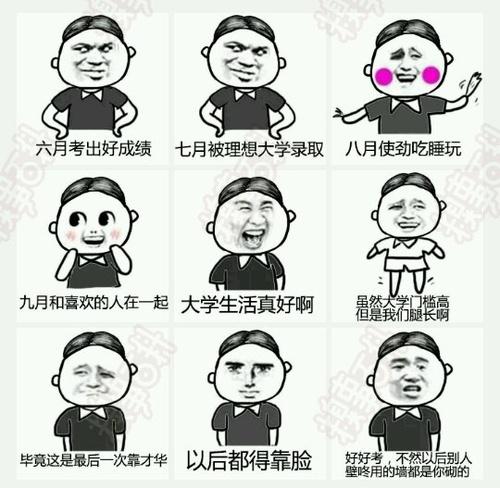 六月考出好成绩
七月被理想大学录取
八月使劲吃睡玩
九月和喜欢的人在一起
大学生活真好啊
虽然大学门槛高
但是我们腿长啊
毕竟这是最后一次靠才华
以后都得靠脸
好好考，不然以后别人
壁咚用的墙都是你砌的